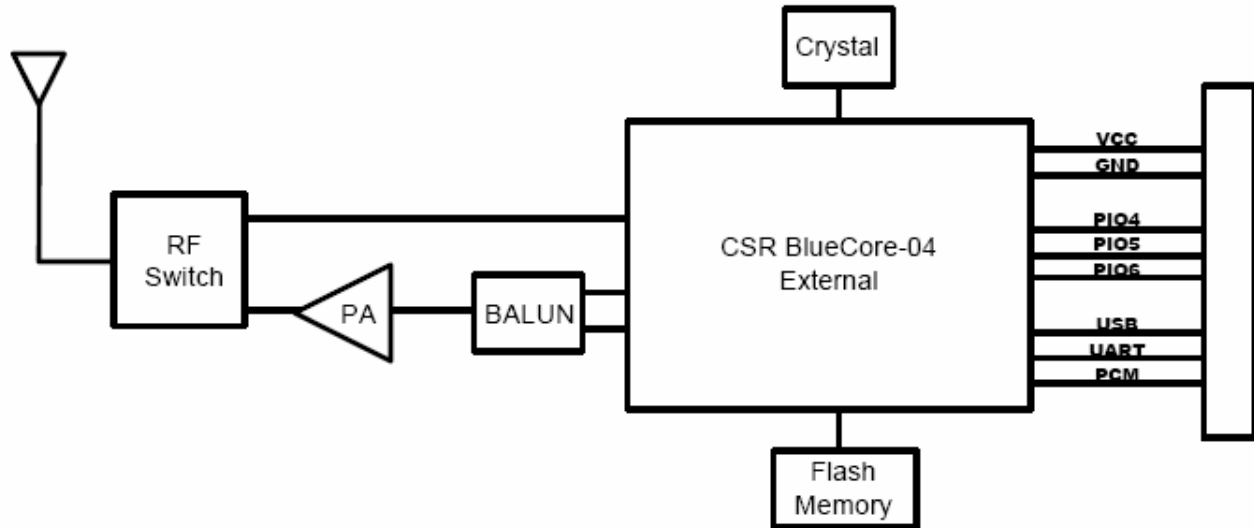 Crystal
VCC
GND
RF
Switch
PIO4
PIO5
PIO6
CSR BlueCore-04
External
PA
BALUN
USB
UART
PCM
Flash
Memory